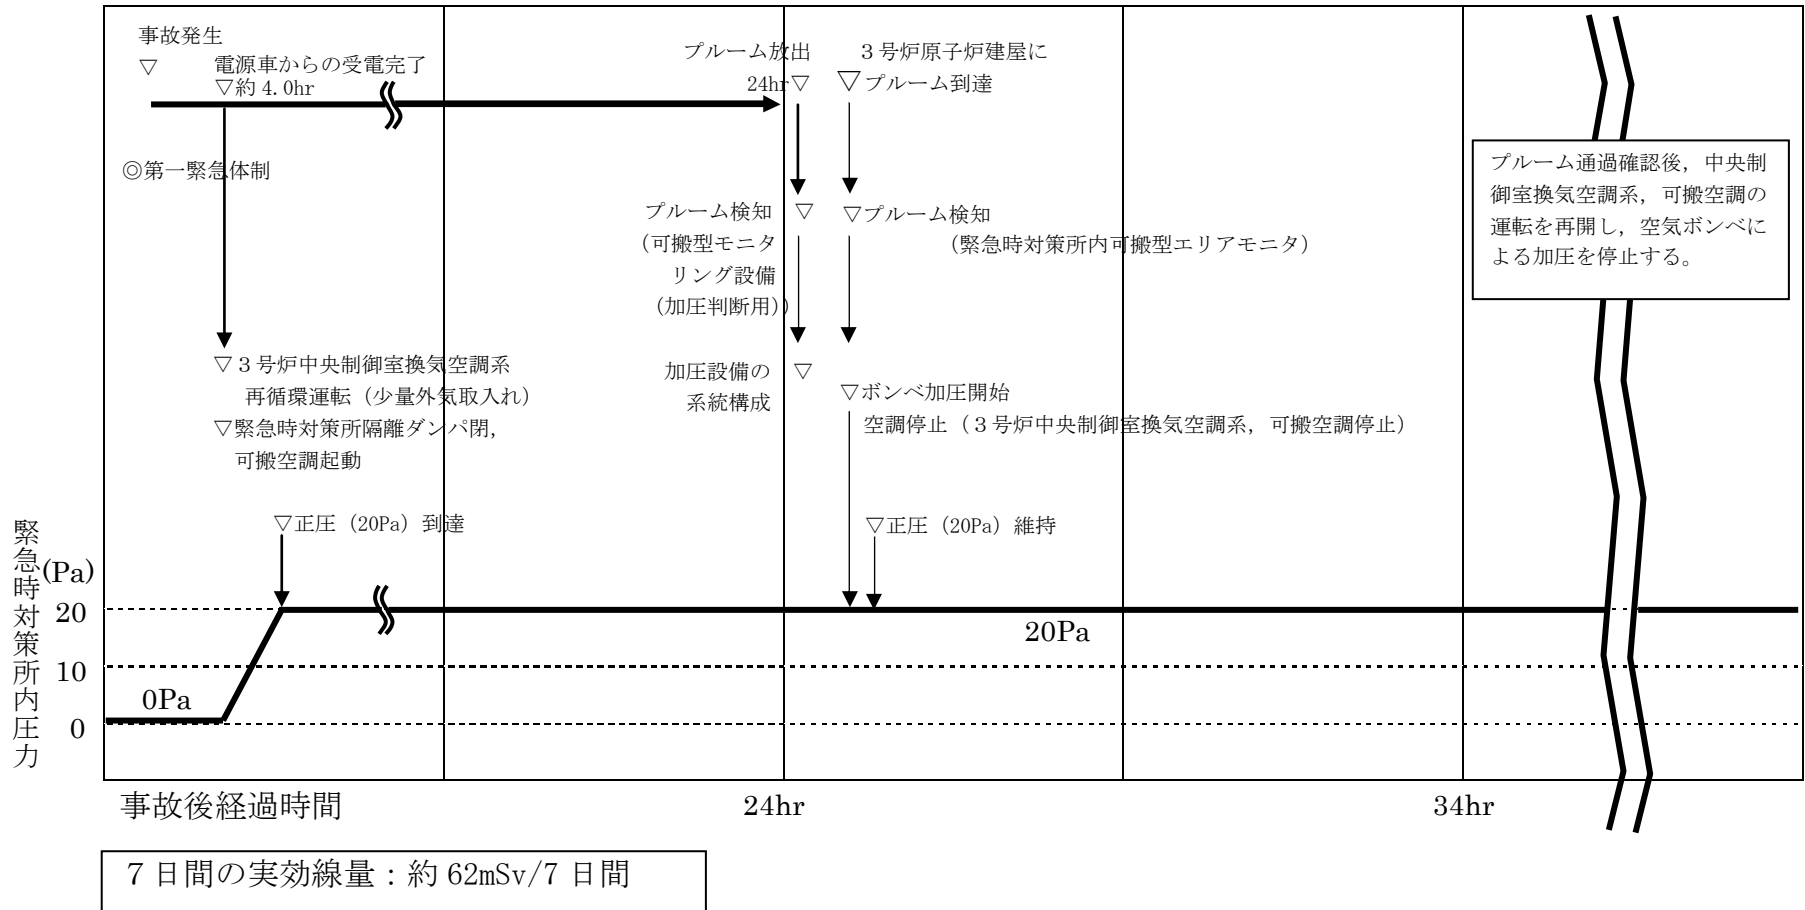 事故発生
▽
電源車からの受電完了
▽約 4.0hr
◎第一緊急体制
プルーム放出
24hr▽
３号炉原子炉建屋に
▽プルーム到達
プルーム検知 ▽
(可搬型モニタ
リング設備
(加圧判断用))
▽プルーム検知
(緊急時対策所内可搬型エリアモニタ)
プルーム通過確認後，中央制
御室換気空調系，可搬空調の
運転を再開し，空気ボンベに
よる加圧を停止する。
▽３号炉中央制御室換気空調系
再循環運転（少量外気取入れ）
▽緊急時対策所隔離ダンパ閉，
可搬空調起動
加圧設備の ▽
系統構成
▽ボンベ加圧開始
空調停止（３号炉中央制御室換気空調系，可搬空調停止）
▽正圧（20Pa）到達
▽正圧（20Pa）維持
緊急時対策所内圧力
(Pa)
20
10
0
0Pa
20Pa
事故後経過時間
24hr
34hr
７日間の実効線量：約 62mSv/7 日間